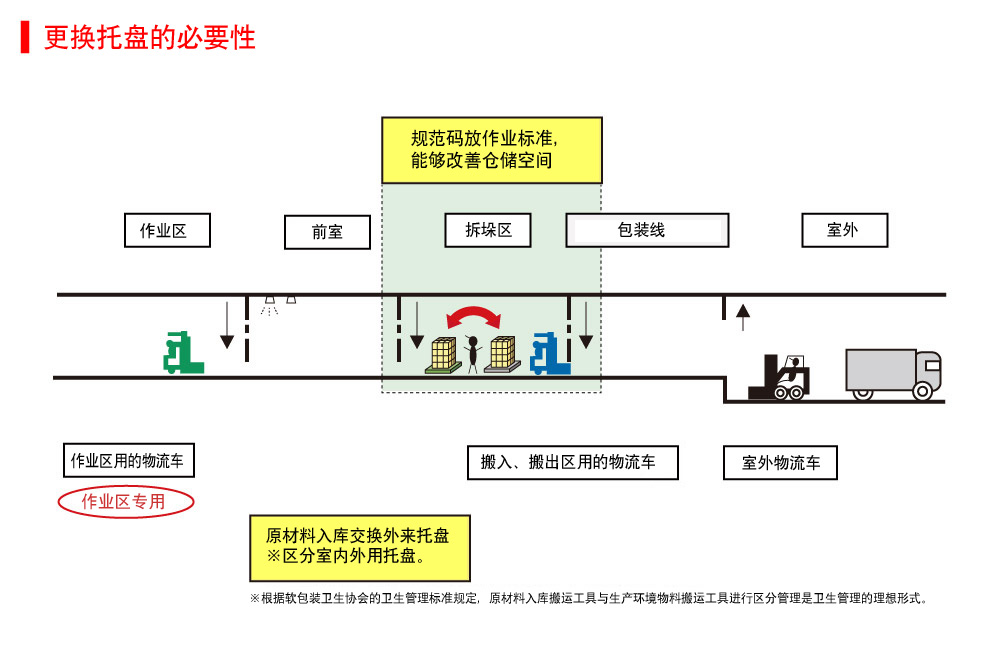 更换托盘的必要性
规范码放作业标准,
能够改善仓储空间
作业区
前室
拆垛区
包装线
室外
作业区用的物流车
搬入、搬出区用的物流车
室外物流车
作业区专用
原材料入库交换外来托盘
※区分室内外用托盘。
※根据软包装卫生协会的卫生管理标准规定，原材料入库搬运工具与生产环境物料搬运工具进行区分管理是卫生管理的理想形式。